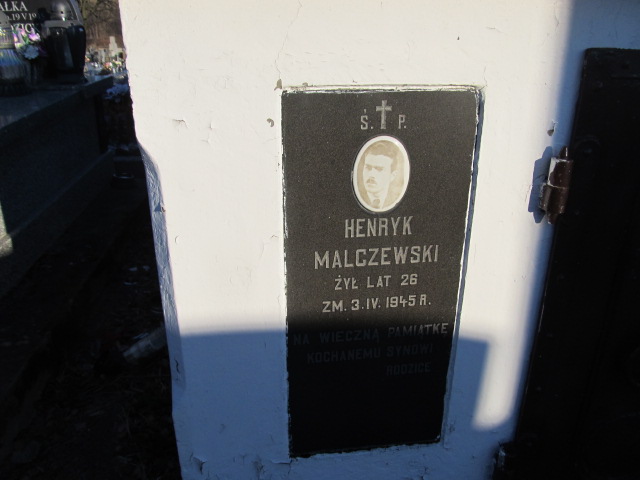 Ś. P.
HENRYK
MALCZEWSKI
ŻYŁ LAT 26
ZM. 3.IV. 1945 R.
NA WIECZNĄ PAMIĄTKĘ
KOCHANEMU SYNOWI
RODZICE